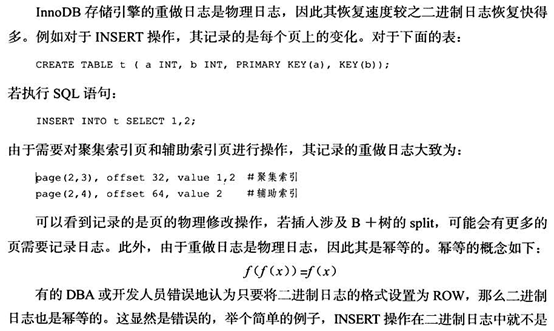 InnoDB 存储引擎的重做日志是物理日志，因此其恢复速度较之二进制日志恢复快得
多。例如对于 INSERT 操作，其记录的是每个页上的变化。对于下面的表：
CREATE TABLE t ( a INT, b INT, PRIMARY KEY(a), KEY(b));
若执行 SQL 语句：
INSERT INTO t SELECT 1,2;
由于需要对聚集索引页和辅助索引页进行操作，其记录的重做日志大致为：
page(2,3), offset 32, value 1,2 #聚集索引
page(2,4), offset 64, value 2 #辅助索引
可以看到记录的是页的物理修改操作，若插入涉及 B +树的 split，可能会有更多的
页需要记录日志。此外，由于重做日志是物理日志，因此其是幂等的。幂等的概念如下：
f(f(x))=f(x)
有的 DBA 或开发人员错误地认为只要将二进制日志的格式设置为 ROW，那么二进制
日志也是幂等的。这显然是错误的，举个简单的例子，INSERT 操作在二进制日志中就不是